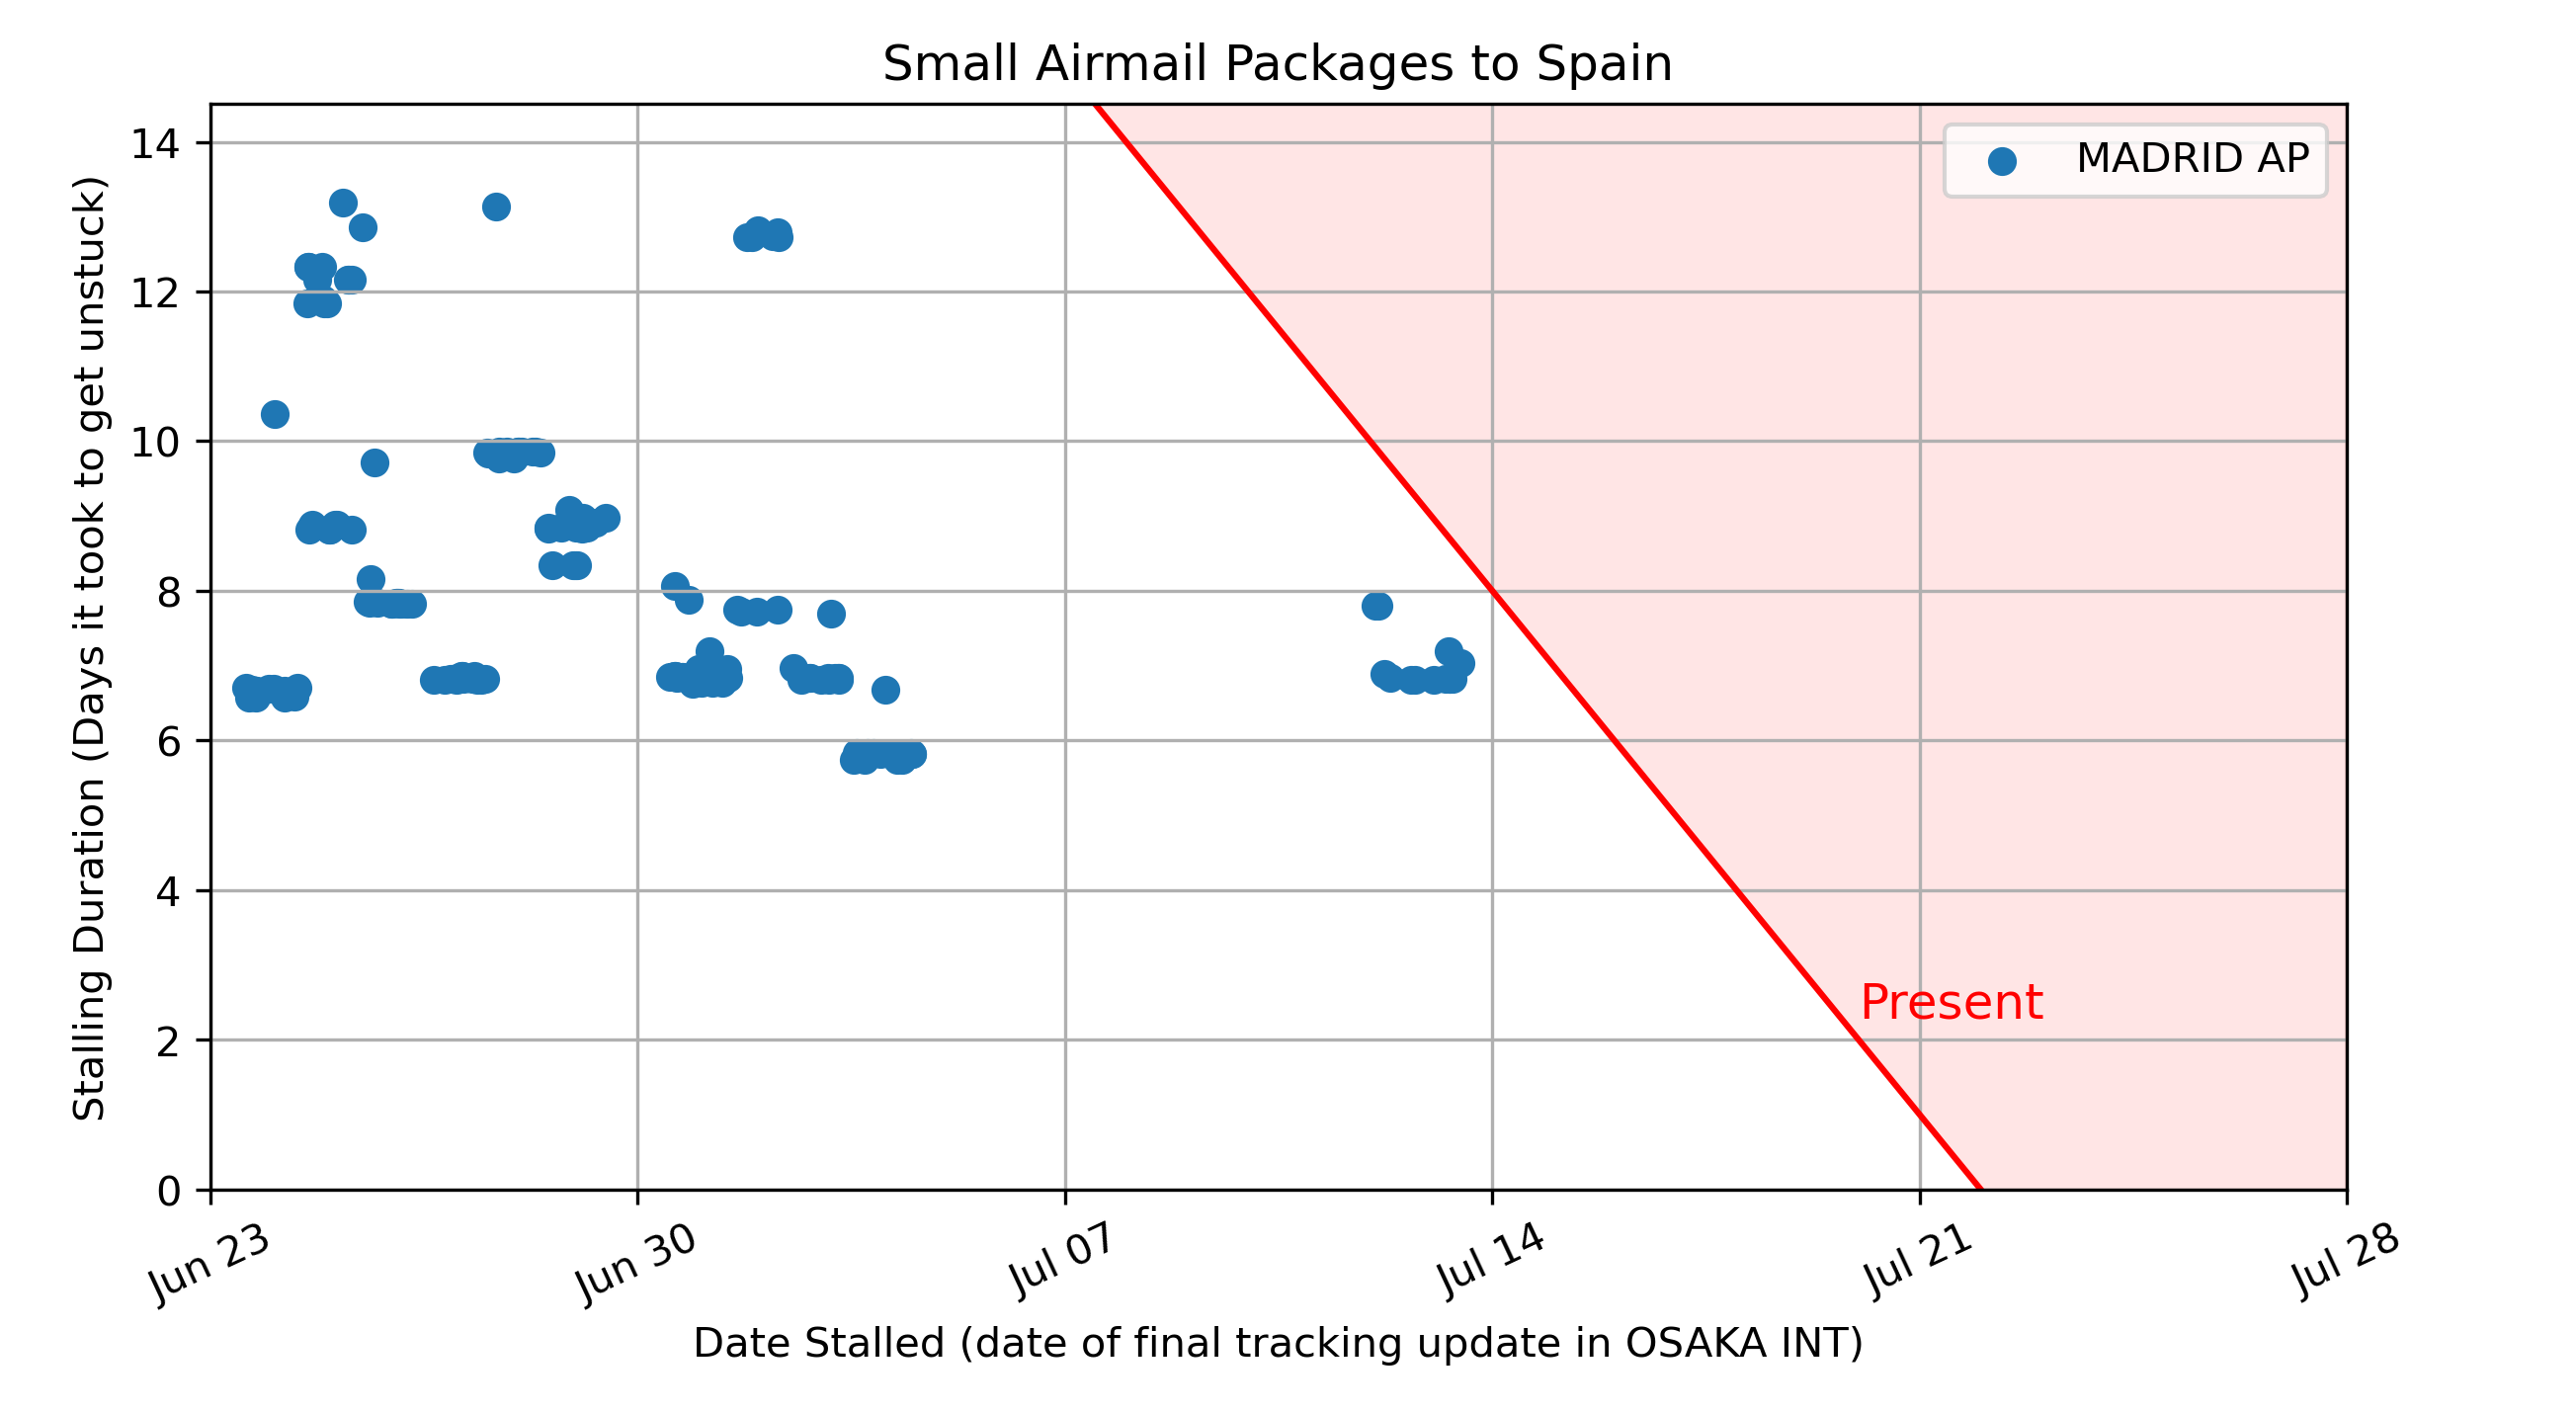 Small Airmail Packages to Spain
MADRID AP
Stalling Duration (Days it took to get unstuck)
14
12
10
8
6
4
2
0
Present
Jun 23
Jun 30
Jul 07
Jul 14
Jul 21
Jul 28
Date Stalled (date of final tracking update in OSAKA INT)